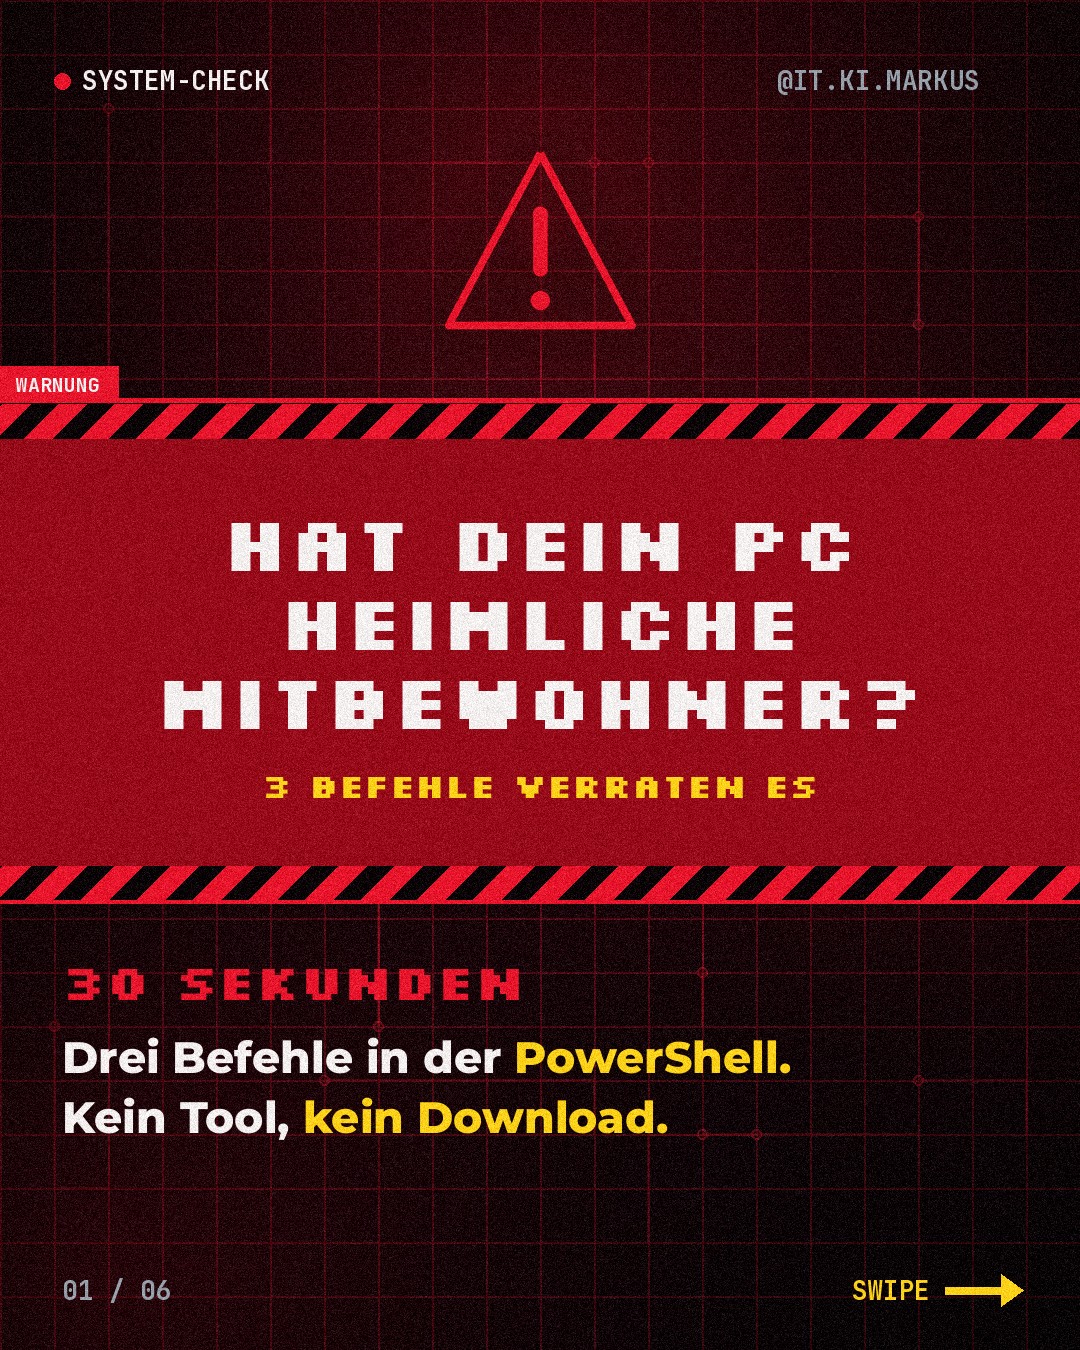 SYSTEM-CHECK
@IT.KI.MARKUS
WARNUNG
HAT DEIN PC
HEIMLICHE
MITBEWOHNER?
3 BEFEHLE VERRATEN ES
30 SEKUNDEN
Drei Befehle in der PowerShell.
Kein Tool, kein Download.
01 / 06
SWIPE